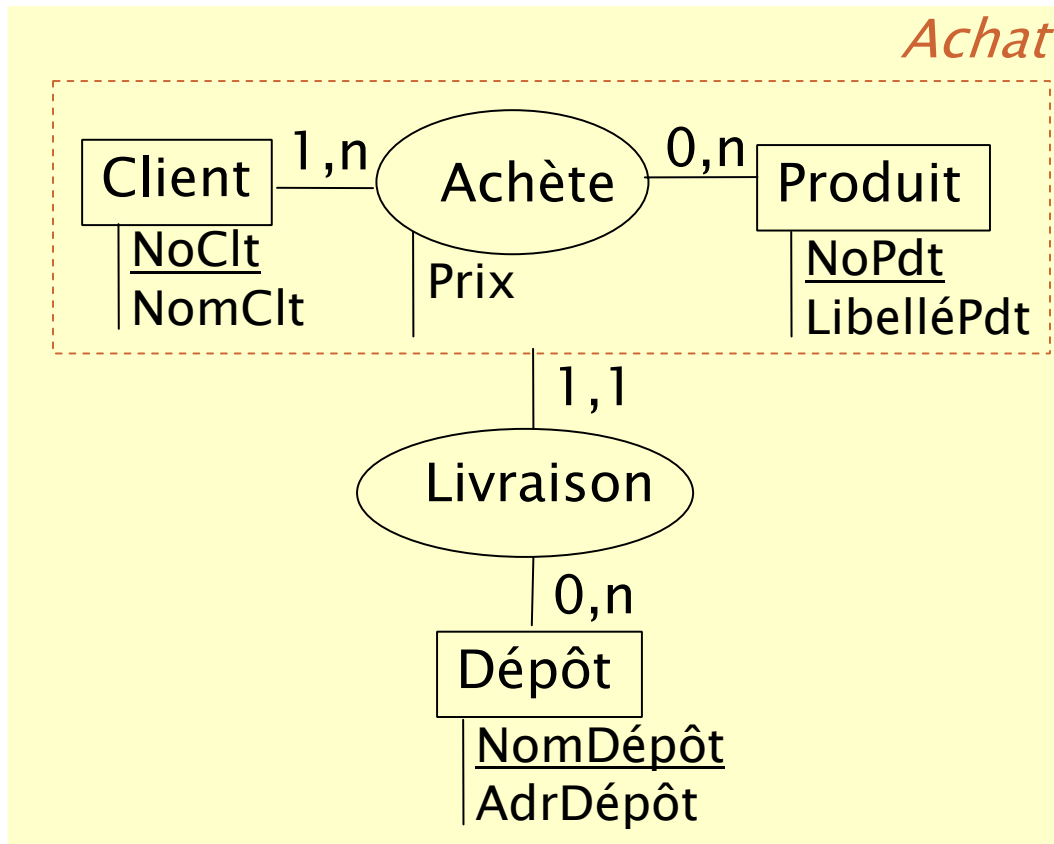 Achat
Client 1,n Achète 0,n Produit
NoClt Prix NoPdt
NomClt LibelléPdt
1,1
Livraison
0,n
Dépôt
NomDépôt
AdrDépôt